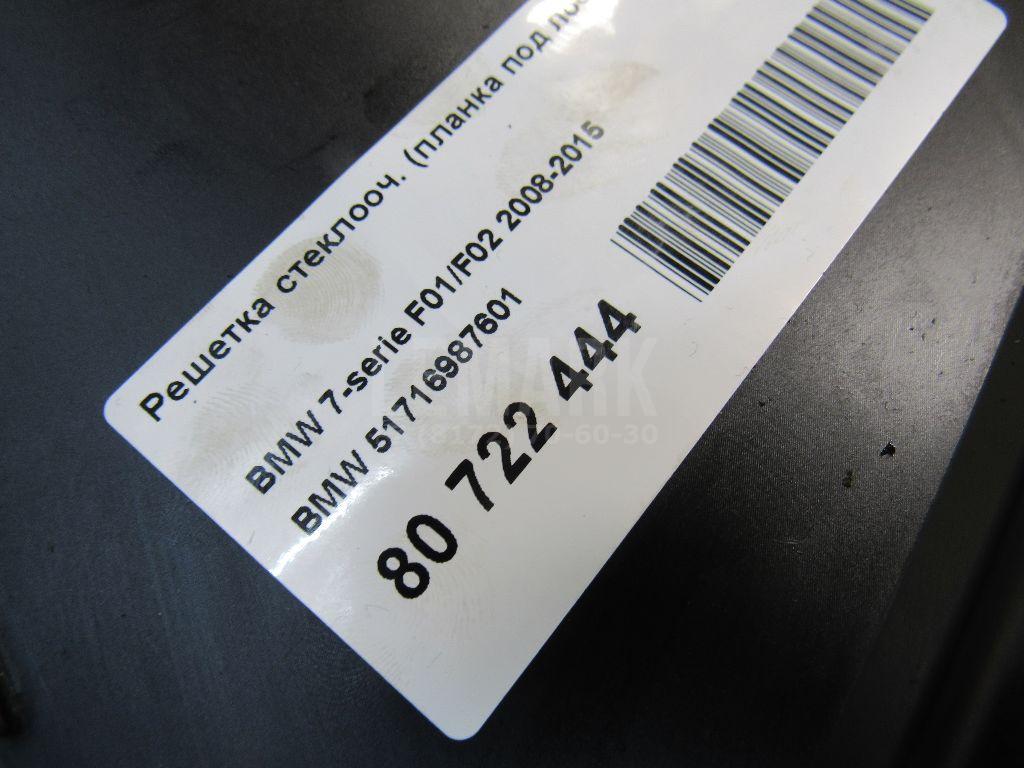 Решетка стеклооч. (планка под
BMW 7-serie F01/F02 2008-2015
BMW 51716987601
80 722 444